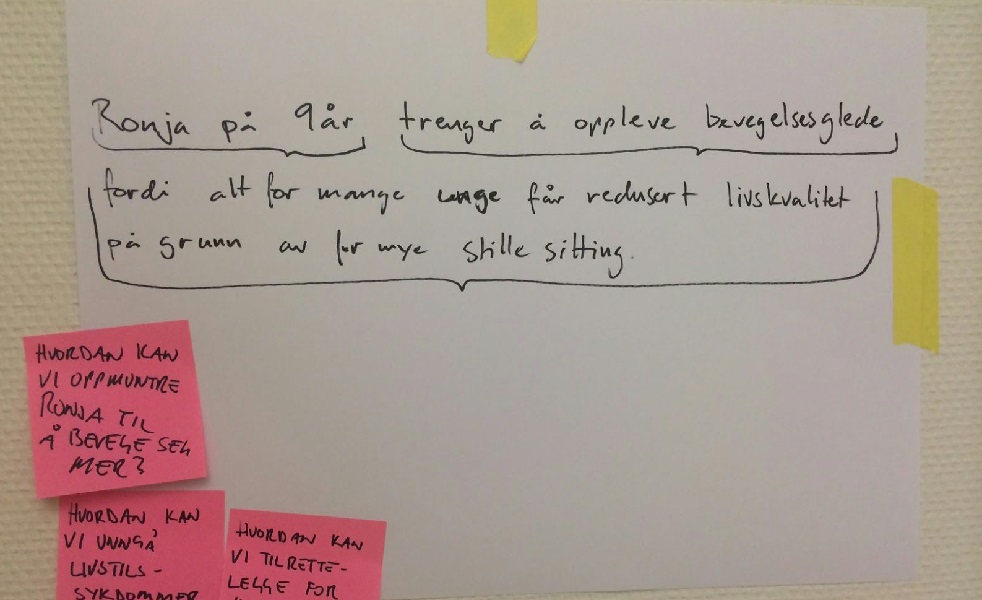 Ronja på 9år trenger å oppleve bevegelsesglede
fordi alt for mange unge får redusert livskvalitet
på grunn av for mye stille sitting.
HVORDAN KAN
VI OPPMUNTRE
RONJA TIL
Å BEVEGE SEG
MER?
HVORDAN KAN
VI UNNGÅ
LIVSTILS-
SYKDOMMER
HVORDAN KAN
VI TILRETTE-
LEGGE FOR